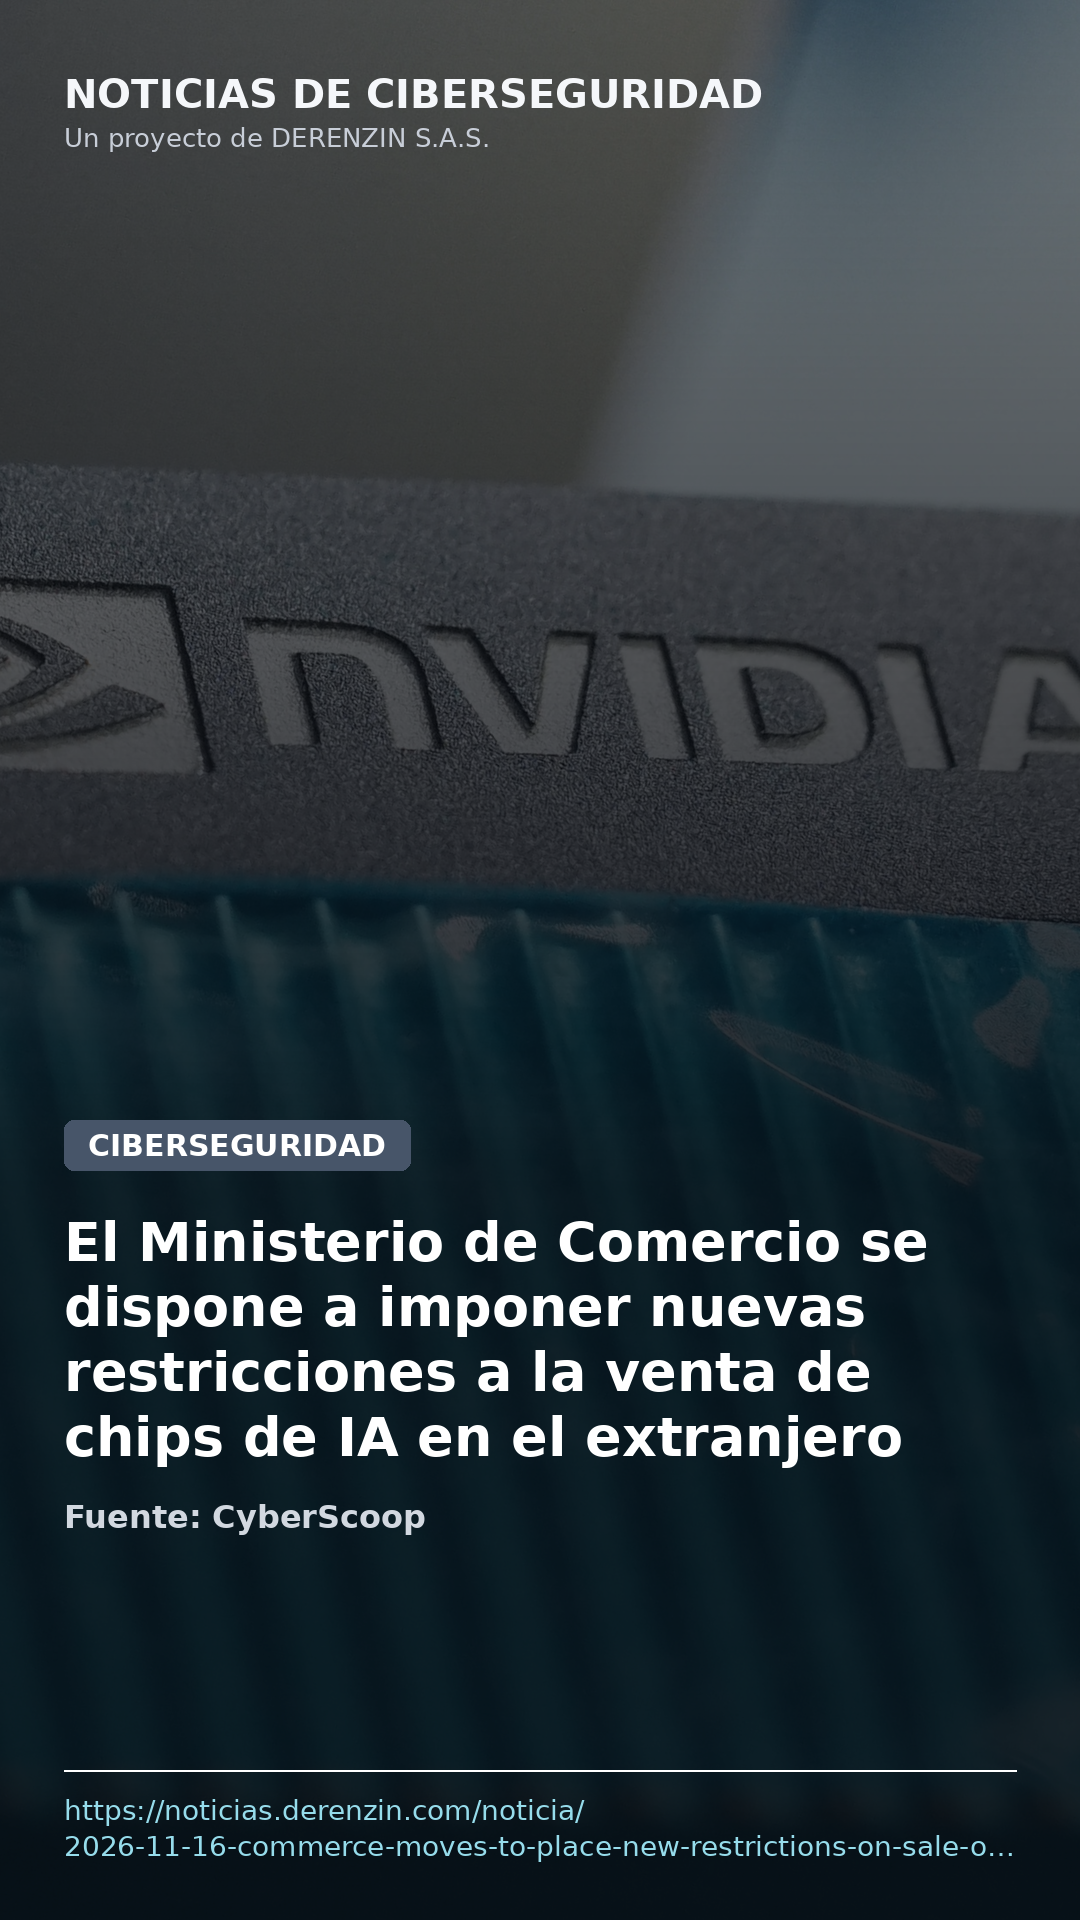 NOTICIAS DE CIBERSEGURIDAD
Un proyecto de DERENZIN S.A.S.
NVIDIA
CIBERSEGURIDAD
El Ministerio de Comercio se
dispone a imponer nuevas
restricciones a la venta de
chips de IA en el extranjero
Fuente: CyberScoop
https://noticias.derenzin.com/noticia/
2026-11-16-commerce-moves-to-place-new-restrictions-on-sale-o…